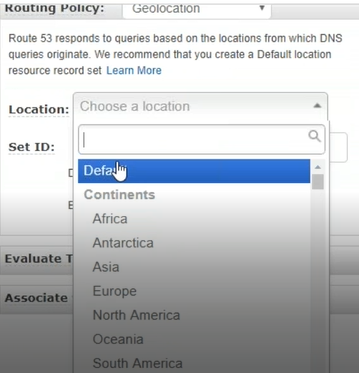 Routing Policy: Geolocation
Route 53 responds to queries based on the locations from which DNS
queries originate. We recommend that you create a Default location
resource record set Learn More
Location: Choose a location
Set ID:
Default
Continents
Africa
Antarctica
Asia
Europe
Evaluate T
North America
Oceania
Associate
South America